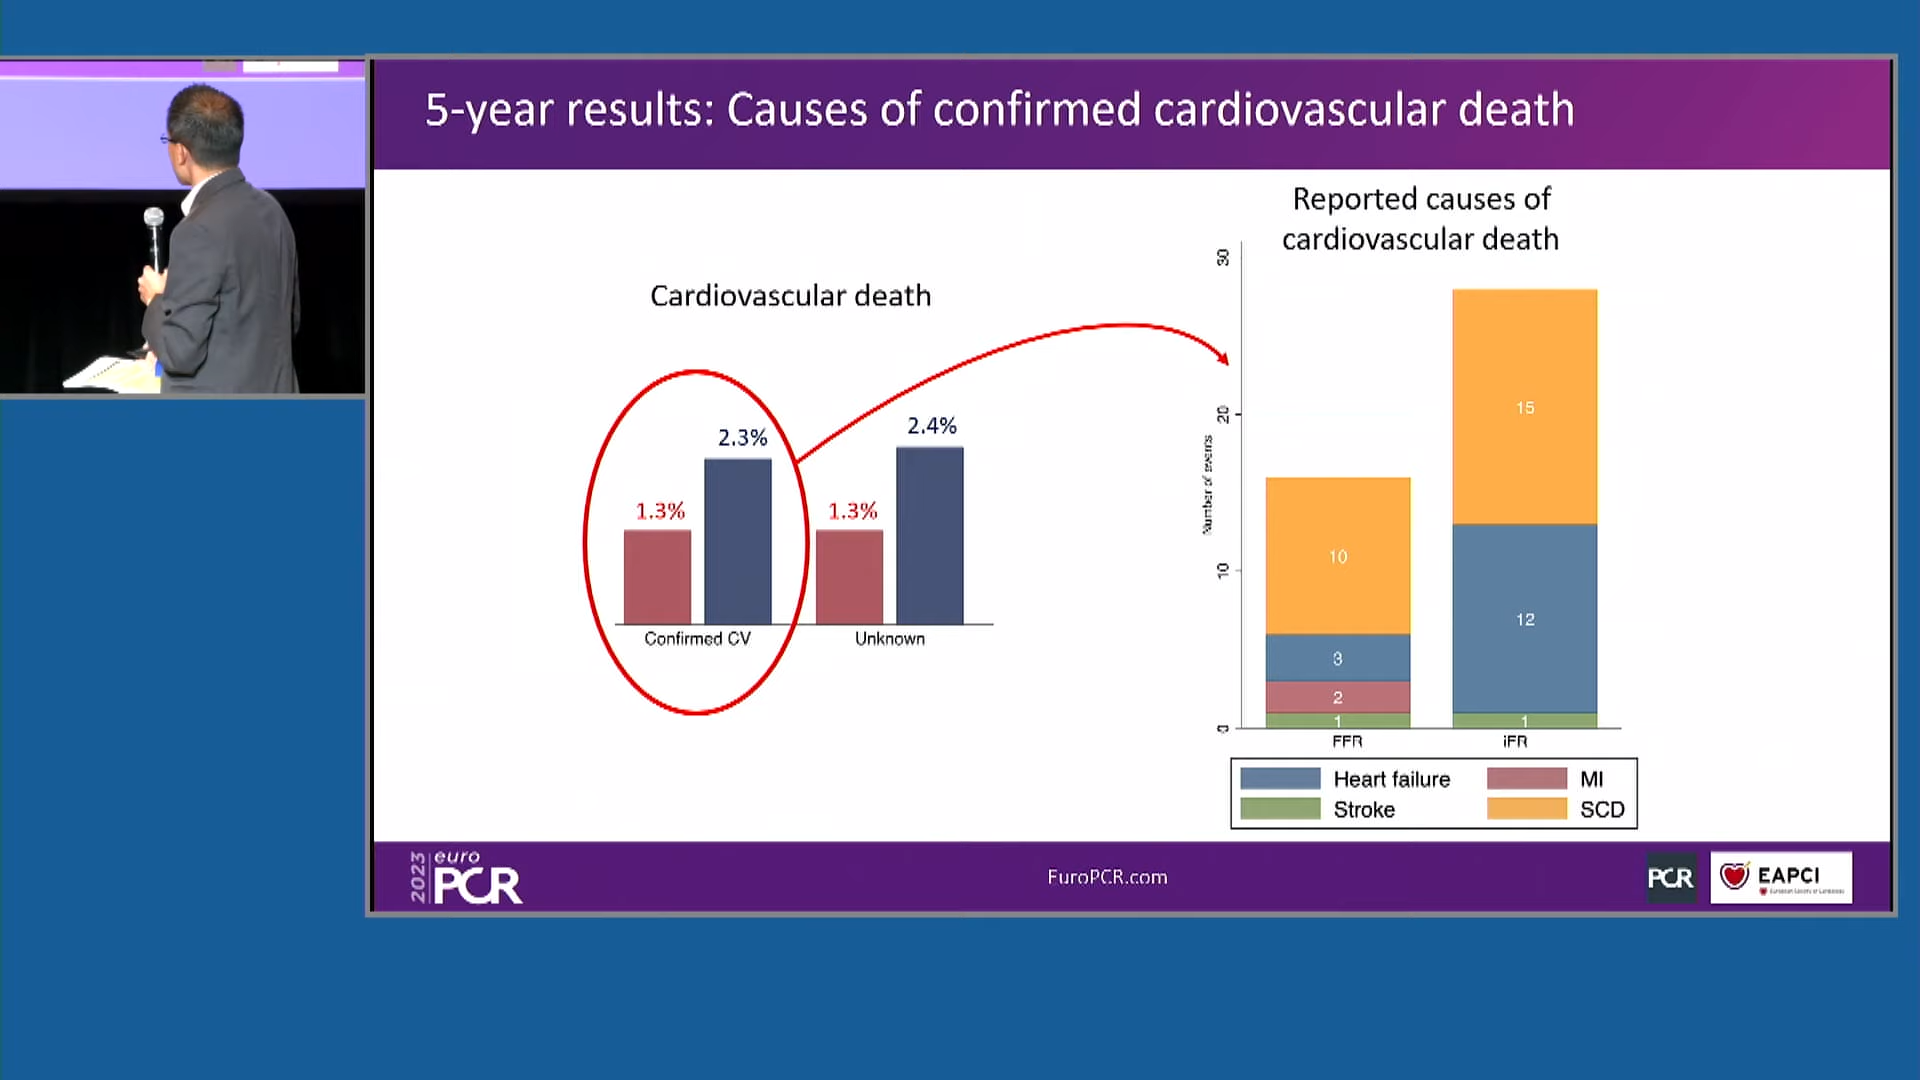 5-year results: Causes of confirmed cardiovascular death
Cardiovascular death
1.3%
2.3%
1.3%
2.4%
Confirmed CV
Unknown
Reported causes of
cardiovascular death
Number of events
30
20
10
0
10
3
2
1
15
12
1
FFR
iFR
Heart failure
MI
Stroke
SCD
2023
euro
PCR
EuroPCR.com
PCR
EAPCI